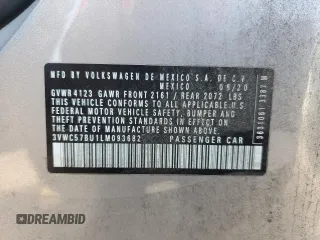 MFD BY VOLKSWAGEN DE MEXICO S.A. DE C.V.
MEXICO 09/20
GVWR 4123 GAWR FRONT 2161 / REAR 2072 LBS
THIS VEHICLE CONFORMS TO ALL APPLICABLE U.S.
FEDERAL MOTOR VEHICLE SAFETY, BUMPER AND
THEFT PREVENTION STANDARDS IN EFFECT ON THE
DATE OF MANUFACTURE SHOWN ABOVE.
3VWC57BU1LM093682 PASSENGER CAR